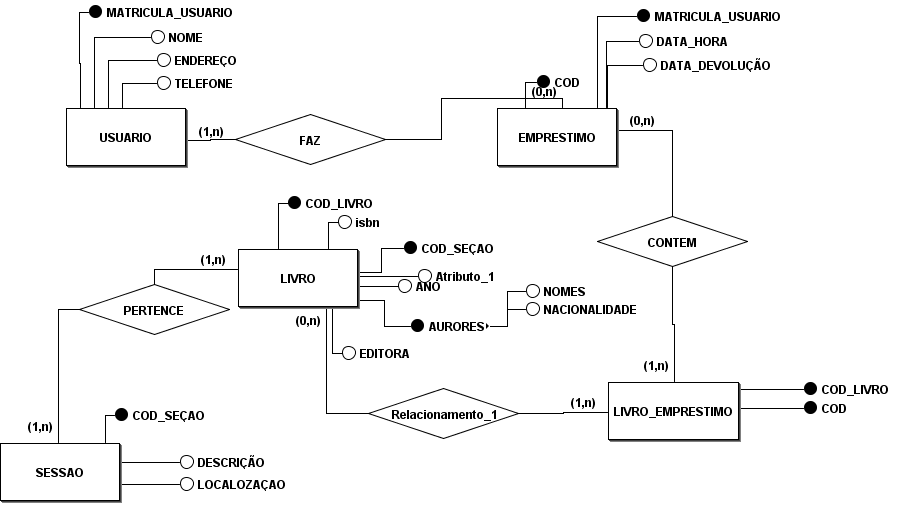 MATRICULA_USUARIO
NOME
ENDEREÇO
TELEFONE
USUARIO
(1,n)
FAZ
(0,n)
COD
MATRICULA_USUARIO
DATA_HORA
DATA_DEVOLUÇÃO
EMPRESTIMO
(0,n)
CONTEM
(1,n)
COD_LIVRO
isbn
COD_SEÇAO
Atributo_1
ANO
AURORES
NOMES
NACIONALIDADE
EDITORA
LIVRO
(1,n)
PERTENCE
(0,n)
Relacionamento_1
(1,n)
LIVRO_EMPRESTIMO
COD_LIVRO
COD
(1,n)
COD_SEÇAO
SESSAO
DESCRIÇÃO
LOCALOZAÇAO